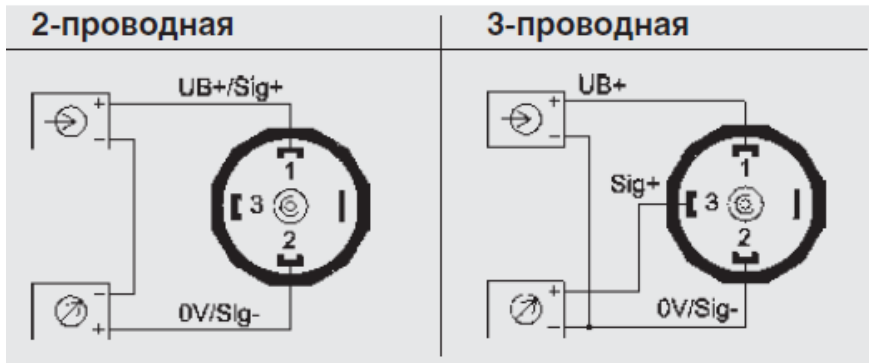 2-проводная
3-проводная
UB+/Sig+
+
−
1
3
2
−
+
0V/Sig-
UB+
+
−
Sig+
1
3
2
+
−
0V/Sig-